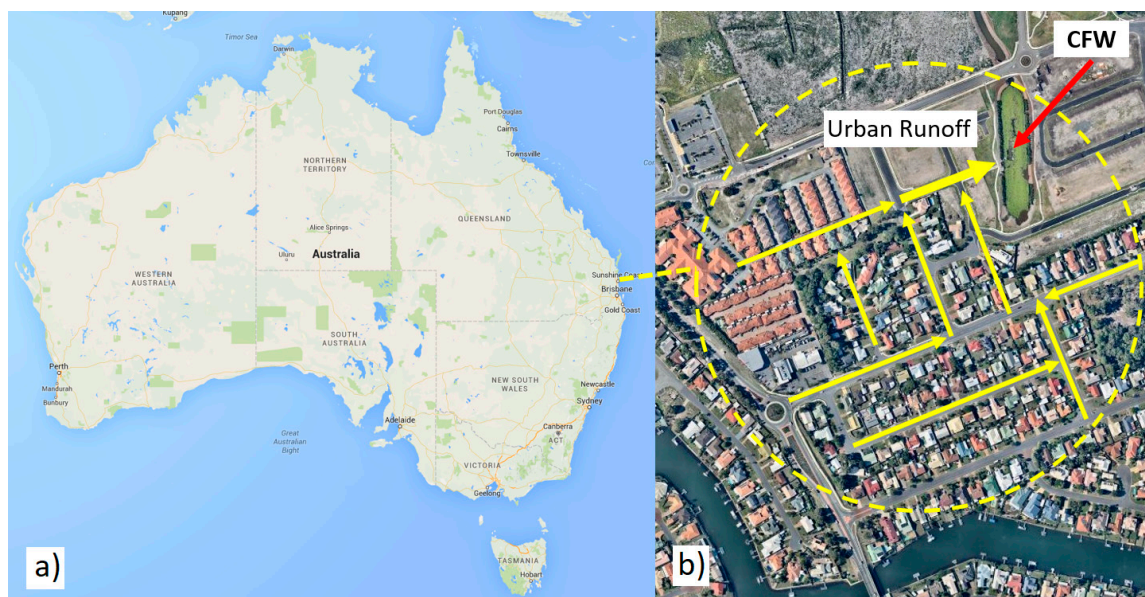 Kupang
Timor Sea
Darwin
Port Douglas
Cairns
Townsville
NORTHERN
TERRITORY
QUEENSLAND
Alice Springs
Uluru
Australia
WESTERN
AUSTRALIA
Sunshine Coast
Brisbane
Gold Coast
SOUTH
AUSTRALIA
Perth
Mandurah
Bunbury
NEW SOUTH
WALES
Newcastle
Sydney
Adelaide
Canberra
ACT
Great
Australian
Bight
VICTORIA
Geelong
TASMANIA
Hobart
a)
CFW
Urban Runoff
b)